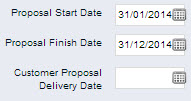 Proposal Start Date 31/01/2014
Proposal Finish Date 31/12/2014
Customer Proposal
Delivery Date